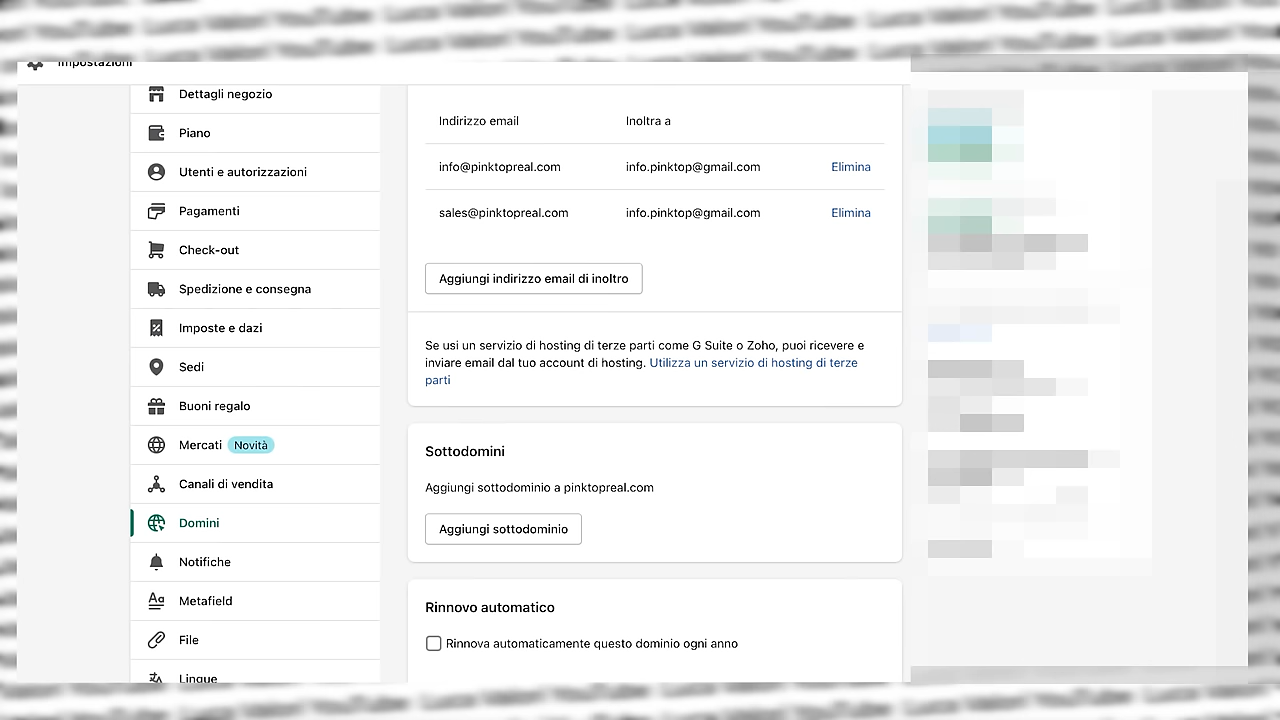 Impostazioni
Dettagli negozio
Piano
Utenti e autorizzazioni
Pagamenti
Check-out
Spedizione e consegna
Imposte e dazi
Sedi
Buoni regalo
Mercati Novità
Canali di vendita
Domini
Notifiche
Metafield
File
Lingue
Indirizzo email Inoltra a
info@pinktopreal.com info.pinktop@gmail.com Elimina
sales@pinktopreal.com info.pinktop@gmail.com Elimina
Aggiungi indirizzo email di inoltro
Se usi un servizio di hosting di terze parti come G Suite o Zoho, puoi ricevere e
inviare email dal tuo account di hosting. Utilizza un servizio di hosting di terze
parti
Sottodomini
Aggiungi sottodominio a pinktopreal.com
Aggiungi sottodominio
Rinnovo automatico
Rinnova automaticamente questo dominio ogni anno